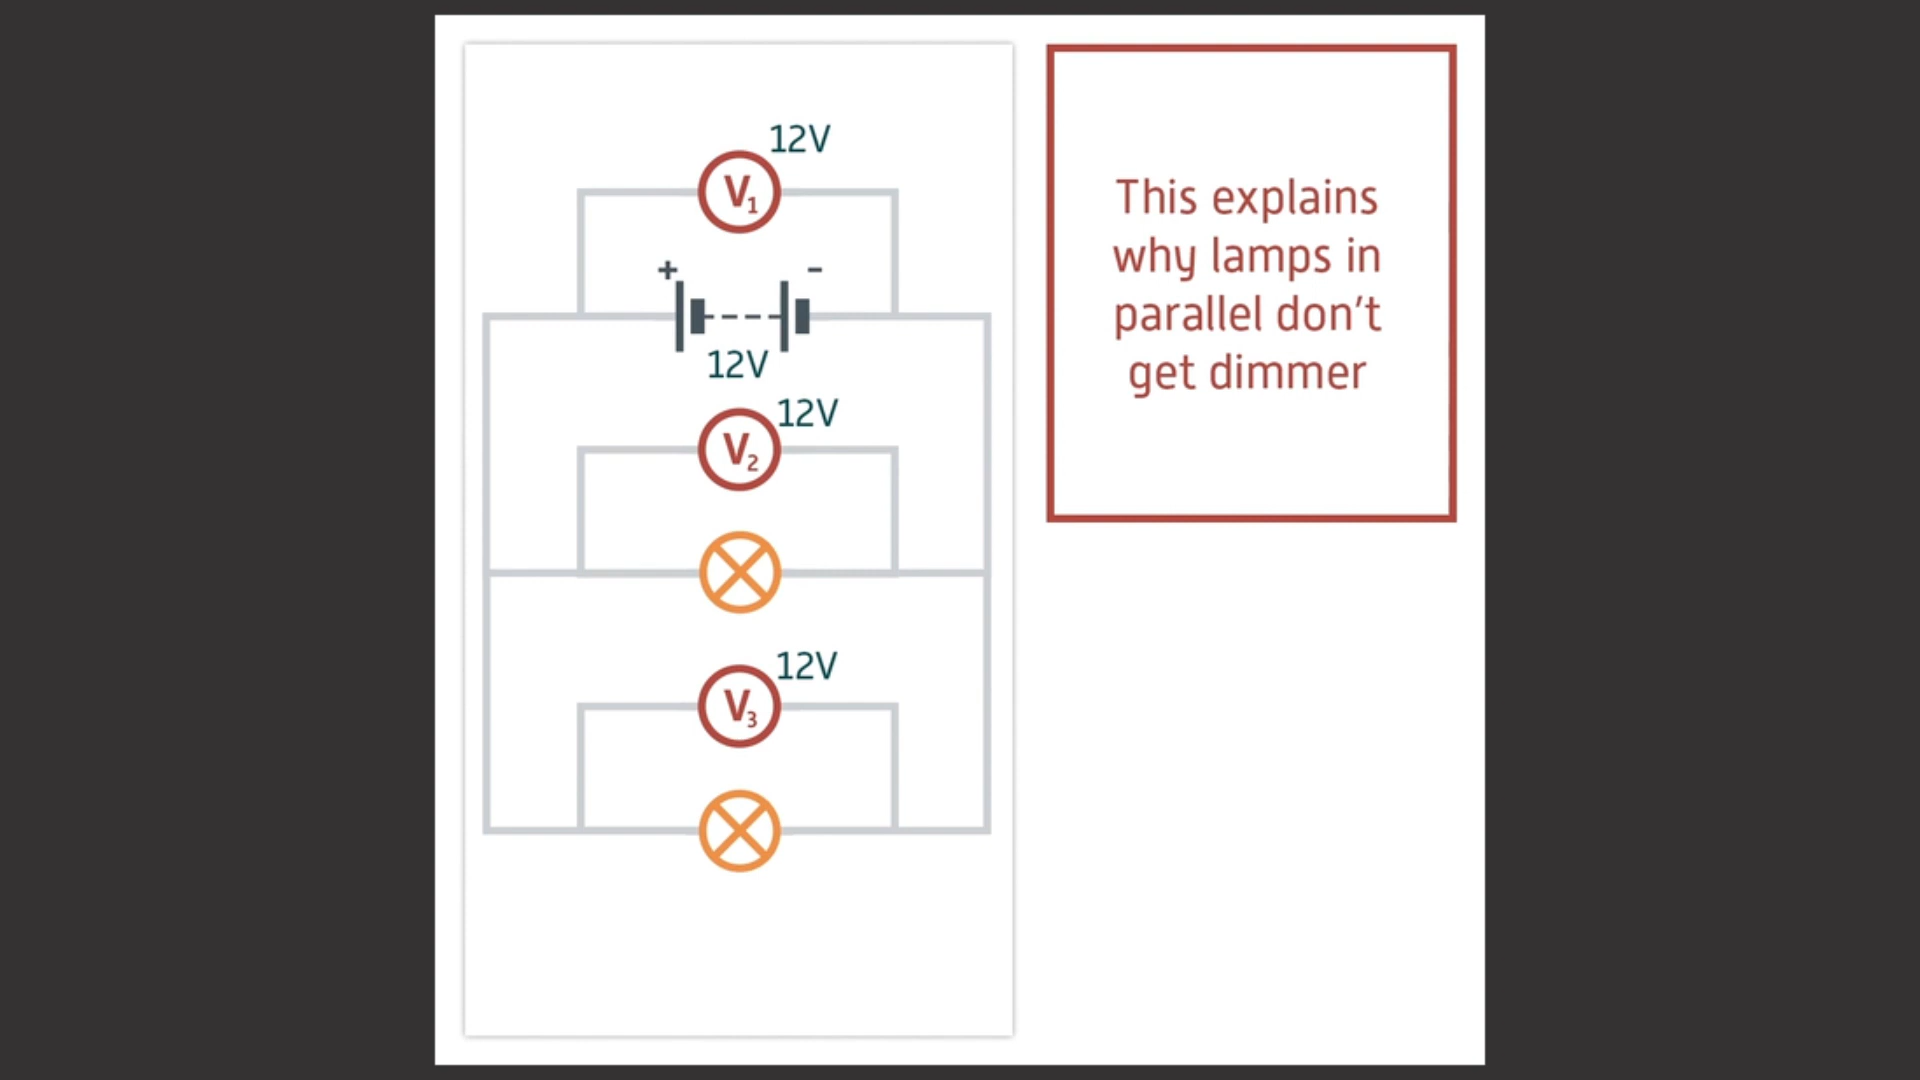 12V
V₁
+ -
12V
12V
V₂
12V
V₃
This explains
why lamps in
parallel don’t
get dimmer